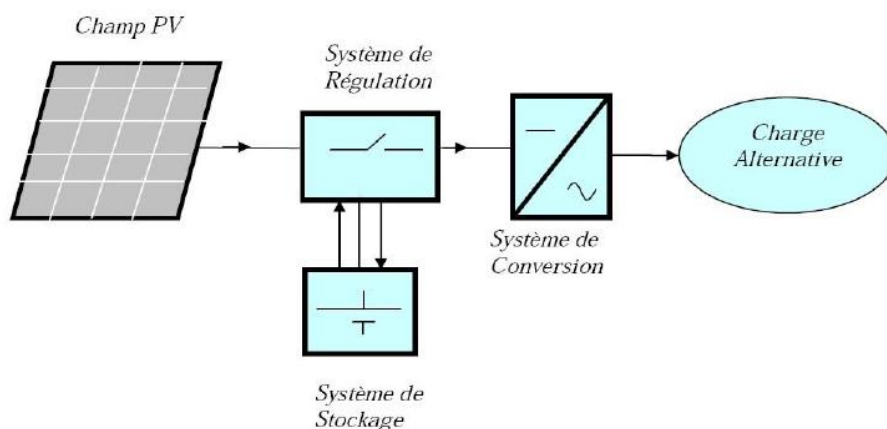 Champ PV
Système de
Régulation
Charge
Alternative
Système de
Conversion
Système de
Stockage